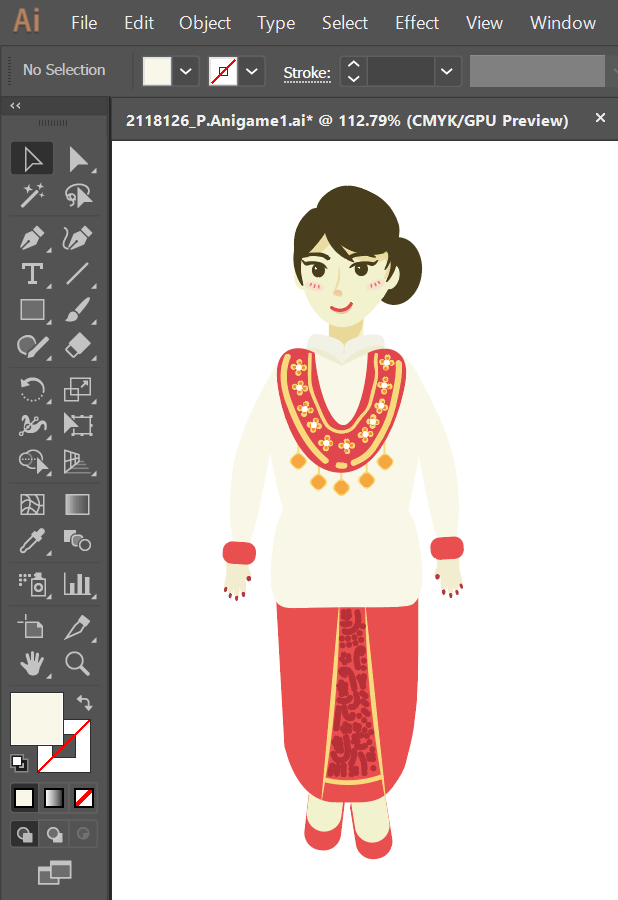 Ai File Edit Object Type Select Effect View Window
No Selection Stroke:
2118126_P.Anigame1.ai* @ 112.79% (CMYK/GPU Preview) ×